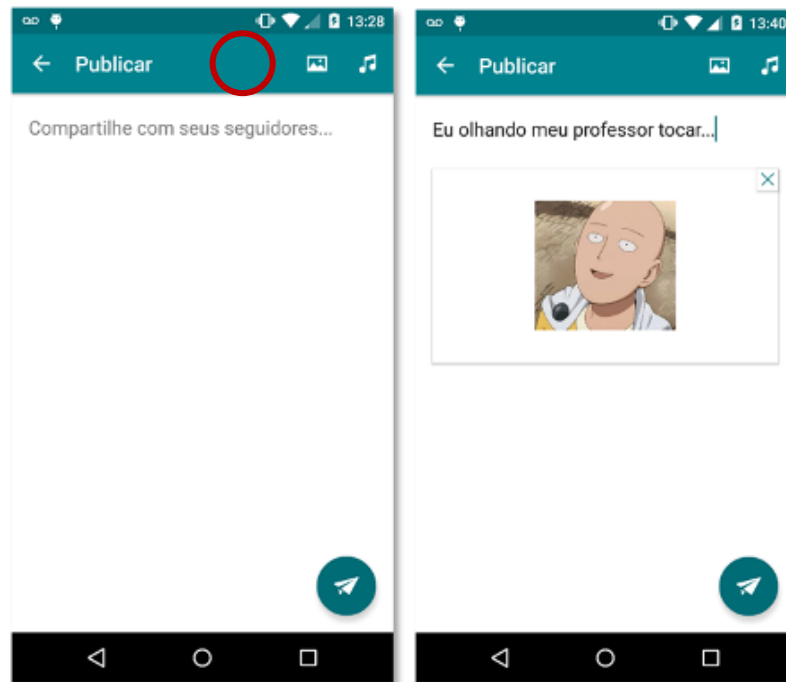 13:28
Publicar
Compartilhe com seus seguidores...
13:40
Publicar
Eu olhando meu professor tocar...